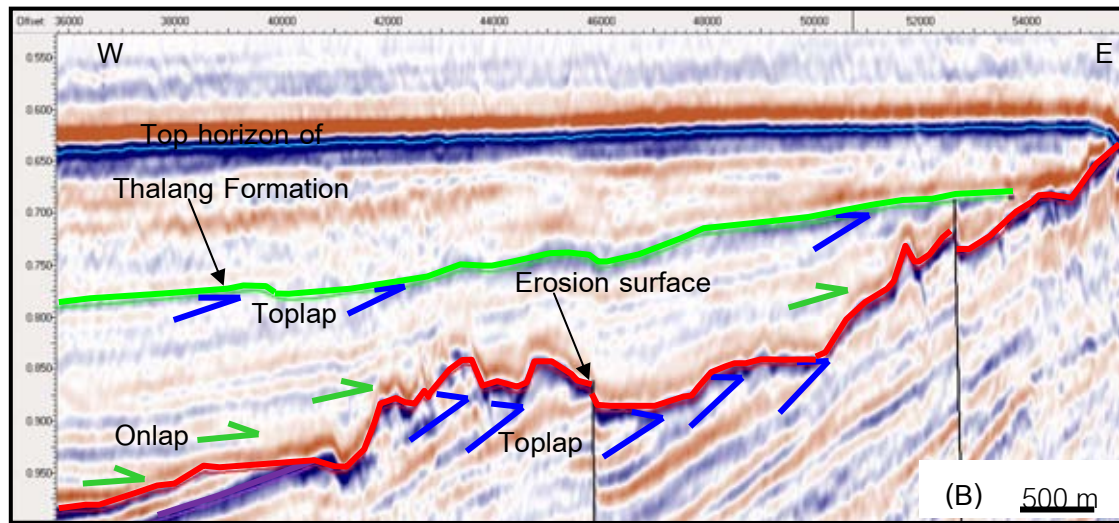 Offset: 36000 38000 40000 42000 44000 46000 48000 50000 52000 54000
W
E
0.550
0.600
Top horizon of
0.650
Thalang Formation
0.700
0.750
Erosion surface
Toplap
0.800
0.850
0.900
Onlap
Toplap
0.950
(B) 500 m